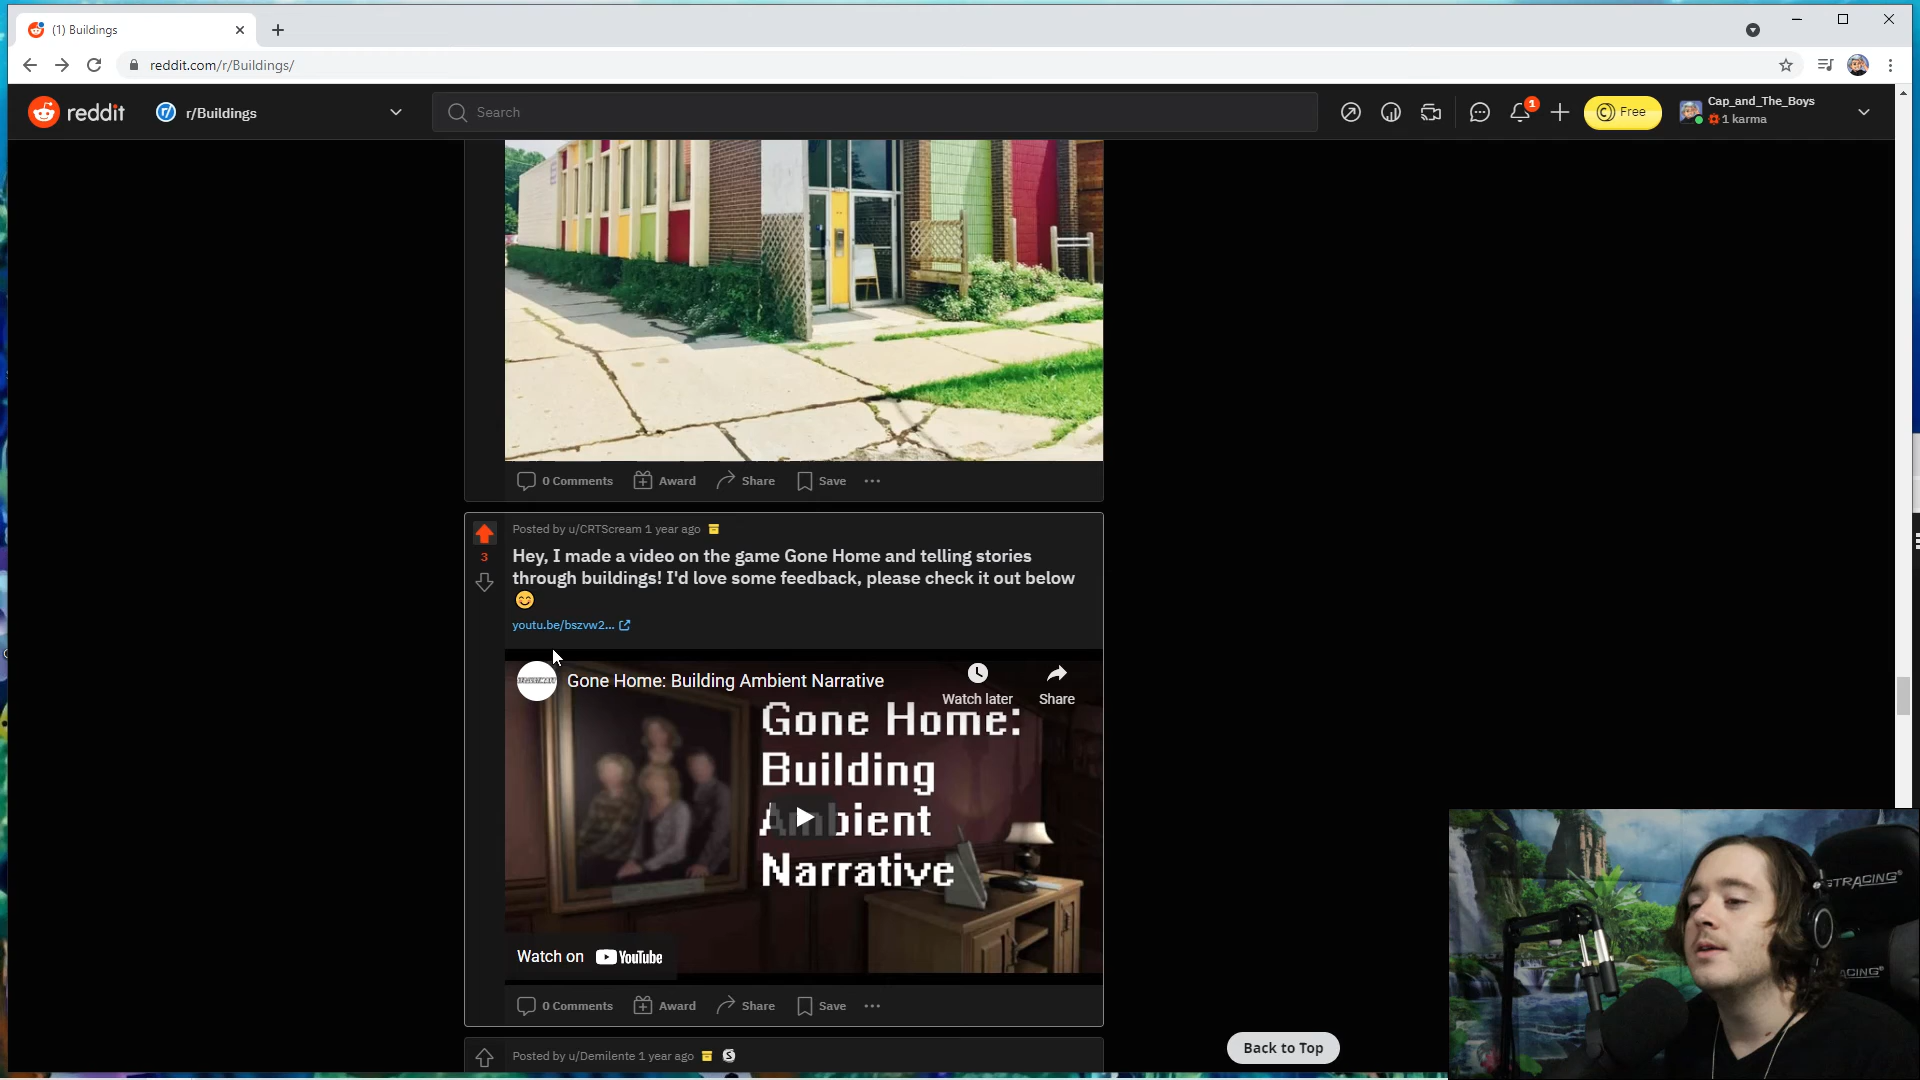 (1) Buildings
reddit.com/r/Buildings/
reddit
r/Buildings
Search
1
Free
Cap_and_The_Boys
1 karma
0 Comments
Award
Share
Save
Posted by u/CRTScream 1 year ago
3
Hey, I made a video on the game Gone Home and telling stories
through buildings! I'd love some feedback, please check it out below
😊
youtu.be/bszvw2...
Gone Home: Building Ambient Narrative
Watch later
Share
Gone Home:
Building
Ambient
Narrative
Watch on YouTube
0 Comments
Award
Share
Save
Posted by u/Demilente 1 year ago
Back to Top